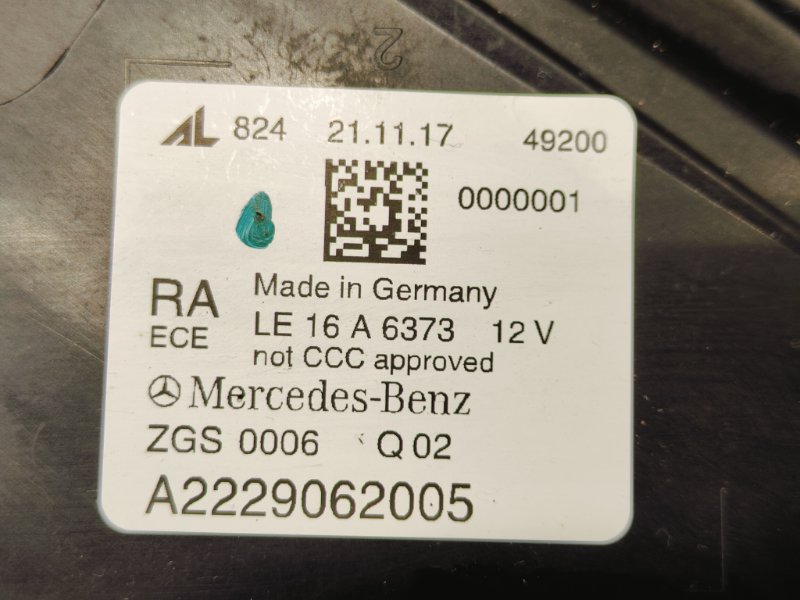 2
AL 824 21.11.17 49200
0000001
RA Made in Germany
ECE LE 16 A 6373 12 V
not CCC approved
Mercedes-Benz
ZGS 0006 Q 02
A2229062005